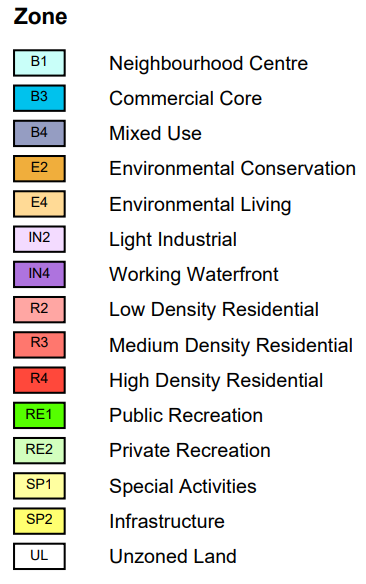 Zone
B1 Neighbourhood Centre
B3 Commercial Core
B4 Mixed Use
E2 Environmental Conservation
E4 Environmental Living
IN2 Light Industrial
IN4 Working Waterfront
R2 Low Density Residential
R3 Medium Density Residential
R4 High Density Residential
RE1 Public Recreation
RE2 Private Recreation
SP1 Special Activities
SP2 Infrastructure
UL Unzoned Land